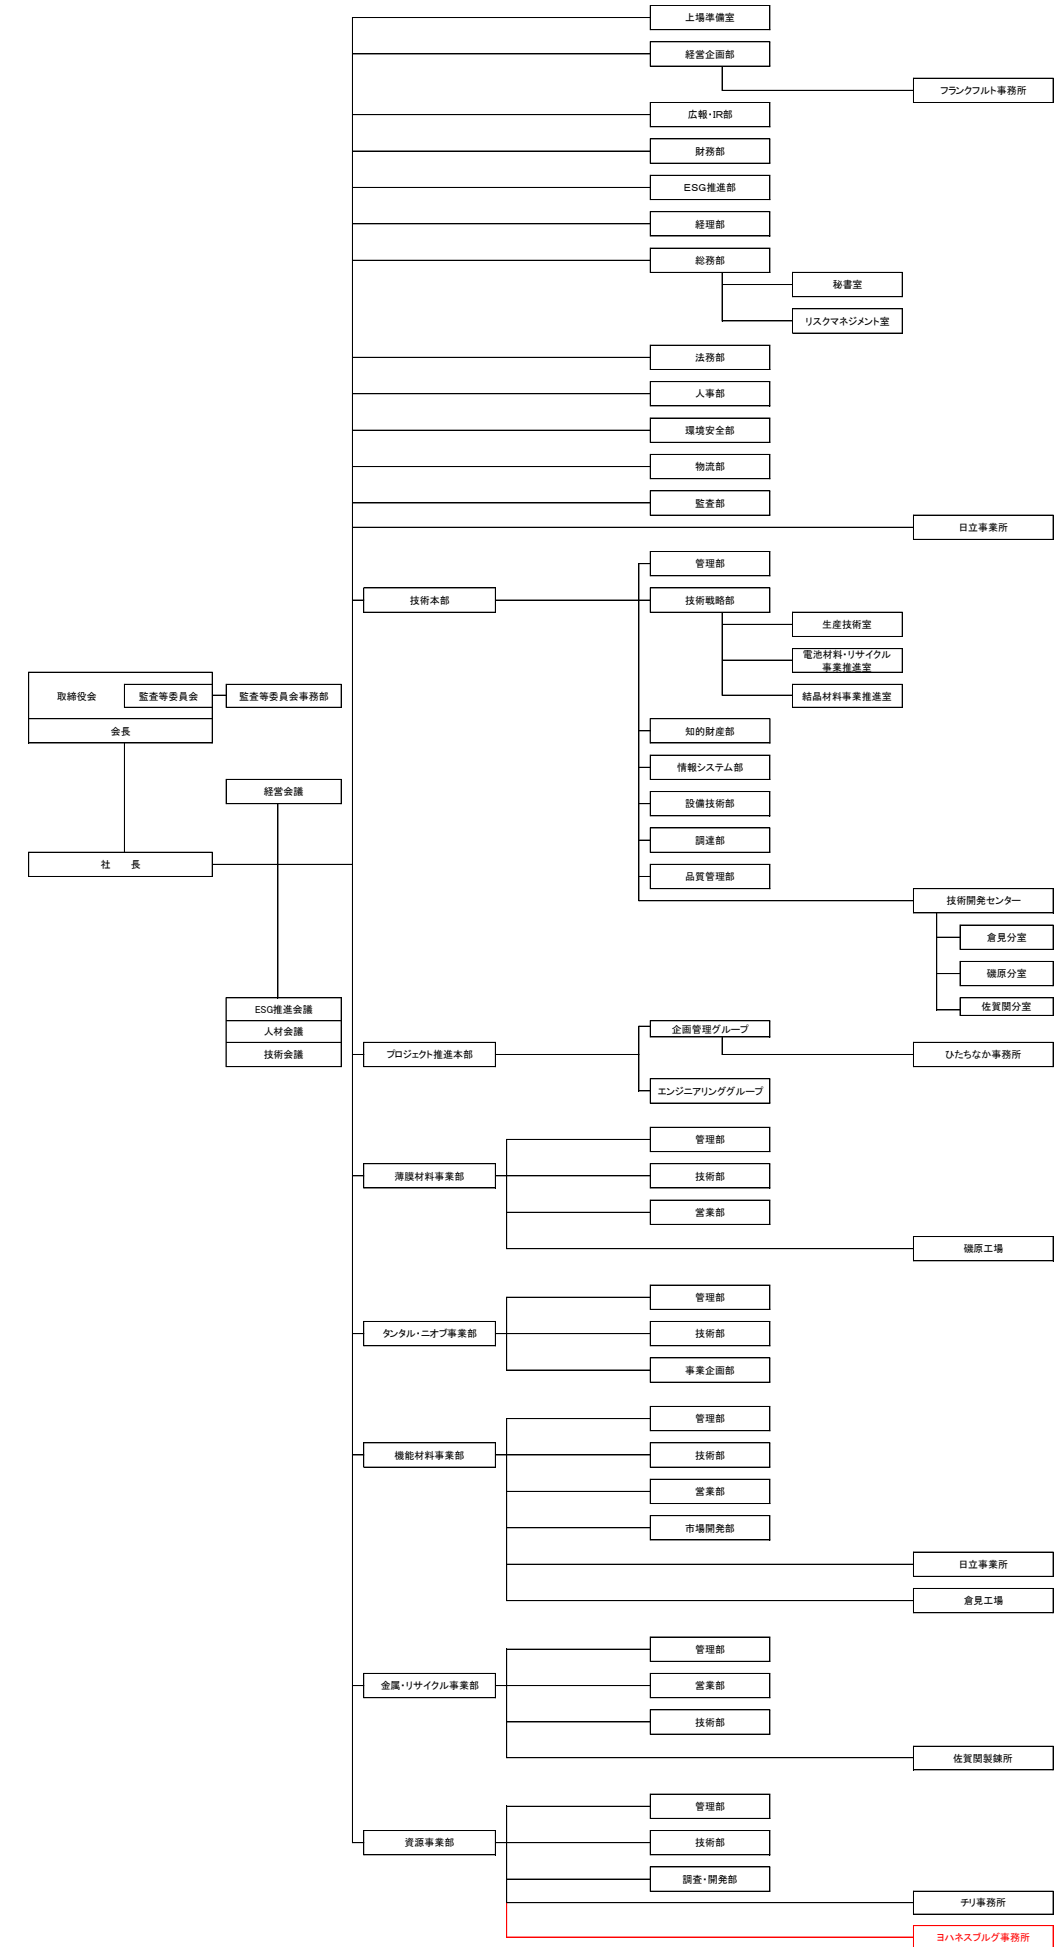 上場準備室
経営企画部
フランクフルト事務所
広報・IR部
財務部
ESG推進部
経理部
総務部
秘書室
リスクマネジメント室
法務部
人事部
環境安全部
物流部
監査部
日立事業所
管理部
技術本部
技術戦略部
生産技術室
電池材料・リサイクル
事業推進室
取締役会
監査等委員会
監査等委員会事務部
結晶材料事業推進室
会長
知的財産部
情報システム部
経営会議
設備技術部
調達部
社　長
品質管理部
技術開発センター
倉見分室
磯原分室
佐賀関分室
ESG推進会議
人材会議
技術会議
企画管理グループ
プロジェクト推進本部
ひたちなか事務所
エンジニアリンググループ
管理部
薄膜材料事業部
技術部
営業部
磯原工場
管理部
タンタル・ニオブ事業部
技術部
事業企画部
管理部
機能材料事業部
技術部
営業部
市場開発部
日立事業所
倉見工場
管理部
金属・リサイクル事業部
営業部
技術部
佐賀関製錬所
管理部
資源事業部
技術部
調査・開発部
チリ事務所
ヨハネスブルグ事務所